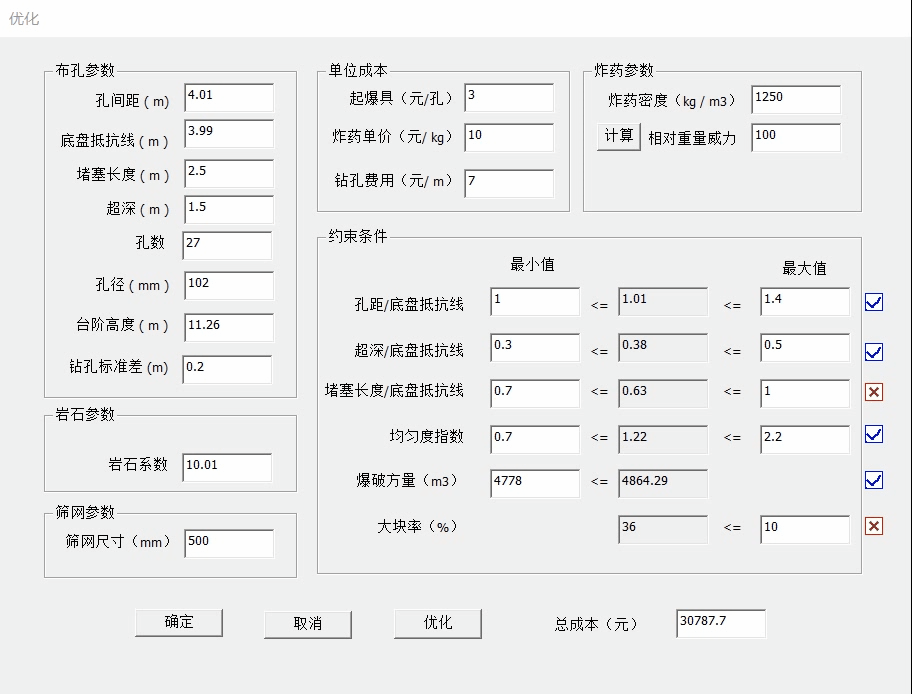 优化
布孔参数
孔间距 ( m ) 4.01
底盘抵抗线 ( m ) 3.99
堵塞长度 ( m ) 2.5
超深 ( m ) 1.5
孔数 27
孔径 ( mm ) 102
台阶高度 ( m ) 11.26
钻孔标准差 (m) 0.2
岩石参数
岩石系数 10.01
筛网参数
筛网尺寸（mm） 500
单位成本
起爆具（元/孔） 3
炸药单价（元/ kg） 10
钻孔费用（元/ m） 7
炸药参数
炸药密度（kg / m3） 1250
计算 相对重量威力 100
约束条件
最小值 最大值
孔距/底盘抵抗线 1 <= 1.01 <= 1.4
超深/底盘抵抗线 0.3 <= 0.38 <= 0.5
堵塞长度/底盘抵抗线 0.7 <= 0.63 <= 1
均匀度指数 0.7 <= 1.22 <= 2.2
爆破方量（m3） 4778 <= 4864.29
大块率（%） 36 <= 10
确定 取消 优化 总成本（元） 30787.7